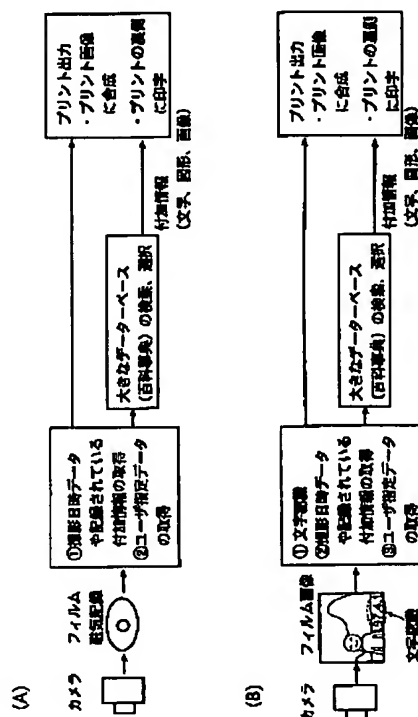 (A)
カメラ
フィルム
磁気記録
①撮影日時データ
や記録されている
付加情報の取得
②ユーザ指定データ
の取得
大きなデーターベース
(百科事典)の検索、選択
付加情報
(文字、図形、画像)
プリント出力
・プリント画像
に合成
・プリントの裏側
に印字
(B)
カメラ
フィルム画像
文字認識
①文字認識
②撮影日時データ
や記録されている
付加情報の取得
③ユーザ指定データ
の取得
大きなデーターベース
(百科事典)の検索、選択
付加情報
(文字、図形、画像)
プリント出力
・プリント画像
に合成
・プリントの裏側
に印字